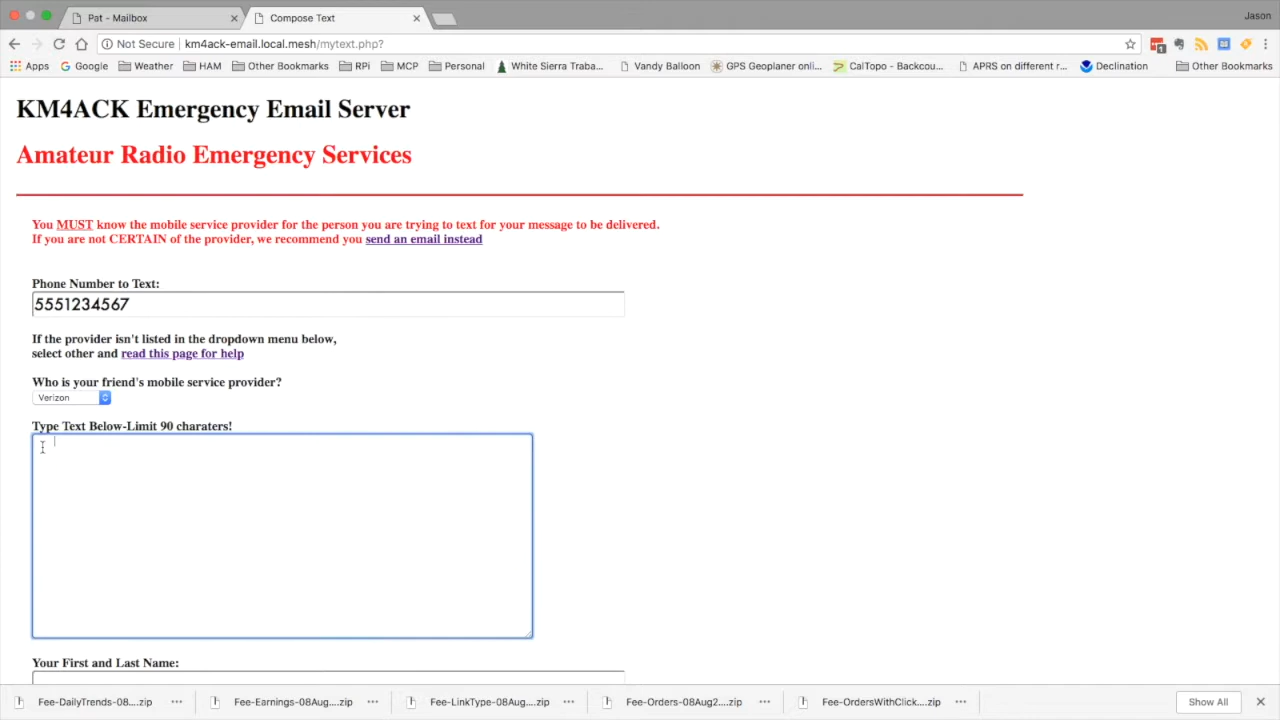 Pat - Mailbox
Compose Text
Jason
Not Secure
km4ack-email.local.mesh/mytext.php?
Apps
Google
Weather
HAM
Other Bookmarks
RPi
MCP
Personal
White Sierra Traba...
Vandy Balloon
GPS Geoplaner onli...
CalTopo - Backcou...
APRS on different r...
Declination
Other Bookmarks
KM4ACK Emergency Email Server
Amateur Radio Emergency Services
You MUST know the mobile service provider for the person you are trying to text for your message to be delivered.
If you are not CERTAIN of the provider, we recommend you send an email instead
Phone Number to Text:
5551234567
If the provider isn't listed in the dropdown menu below,
select other and read this page for help
Who is your friend's mobile service provider?
Verizon
Type Text Below-Limit 90 charaters!
Your First and Last Name:
Fee-DailyTrends-08....zip
Fee-Earnings-08Aug....zip
Fee-LinkType-08Aug....zip
Fee-Orders-08Aug2....zip
Fee-OrdersWithClick....zip
Show All